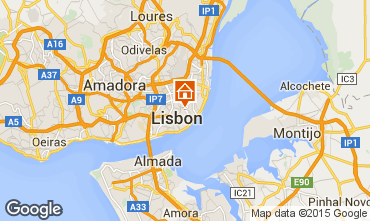 Loures
IP1
A16
Odivelas
A37
Amadora
Alcochete
IC3
A9
IP7
A5
Lisbon
Montijo
IP1
Oeiras
Almada
E90
IC21
A33
Pinhal Novo
Amora
Google
Map data ©2015 Google